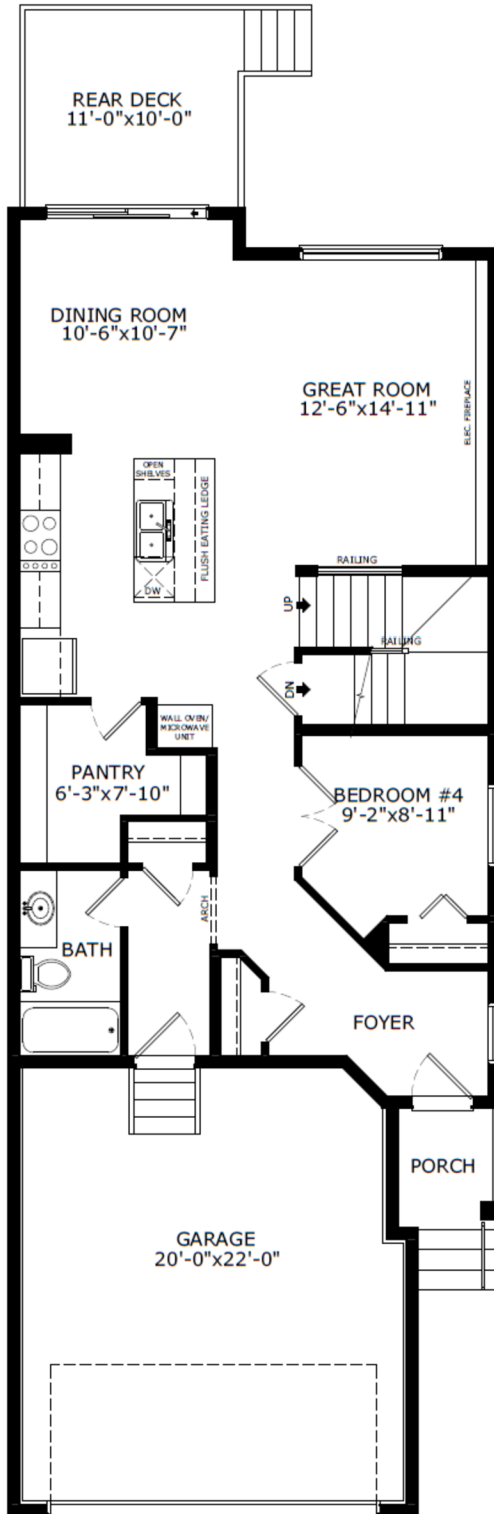 REAR DECK
11'-0"x10'-0"
DINING ROOM
10'-6"x10'-7"
GREAT ROOM
12'-6"x14'-11"
ELEC. FIREPLACE
OPEN
SHELVES
FLUSH EATING LEDGE
DW
RAILING
UP
RAILING
DN
WALL OVEN/
MICROWAVE
UNIT
PANTRY
6'-3"x7'-10"
BEDROOM #4
9'-2"x8'-11"
ARCH
BATH
FOYER
PORCH
GARAGE
20'-0"x22'-0"